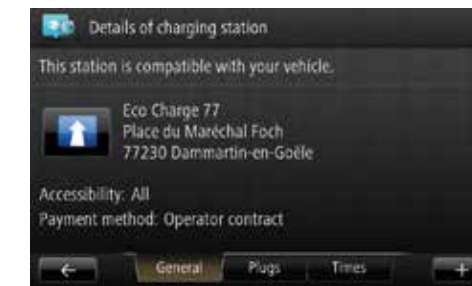 Details of charging station
This station is compatible with your vehicle.
Eco Charge 77
Place du Maréchal Foch
77230 Dammartin-en-Goële
Accessibility: All
Payment method: Operator contract
General Plugs Times +